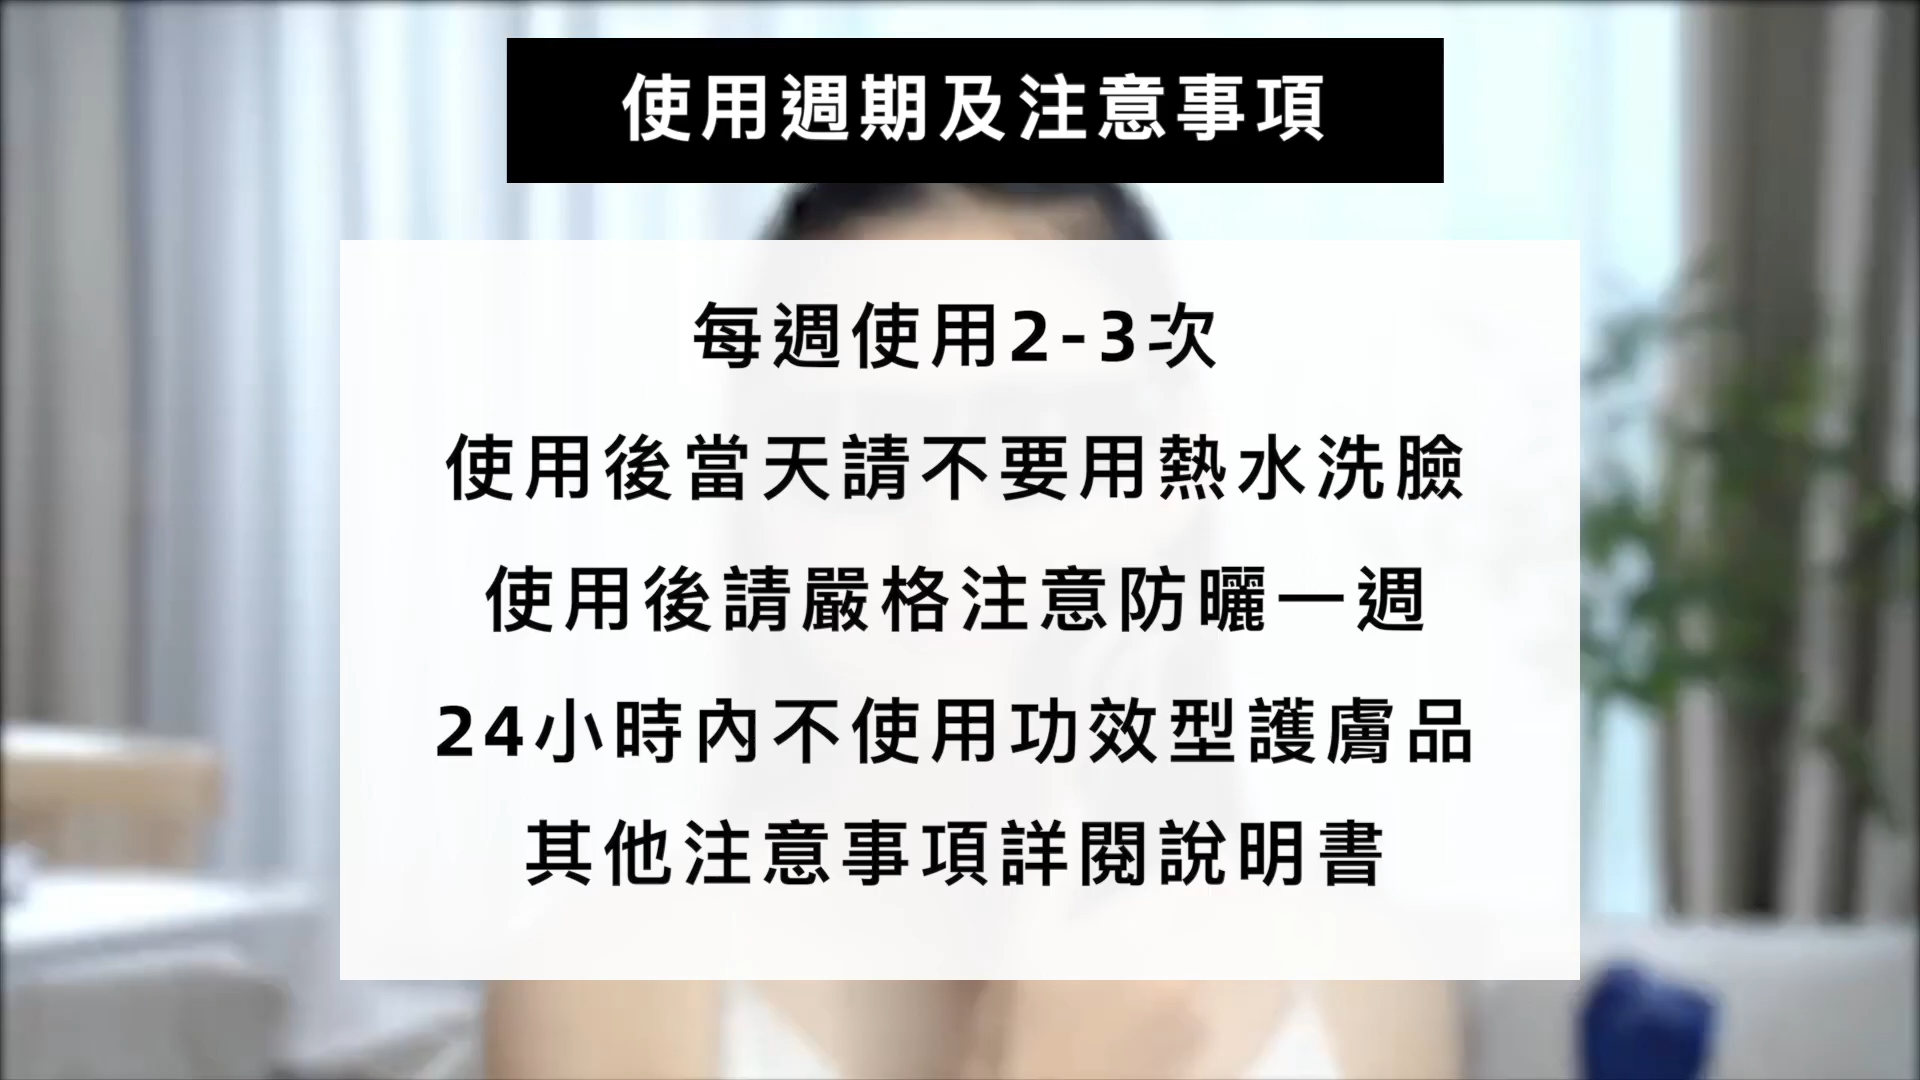 使用週期及注意事項
每週使用2-3次
使用後當天請不要用熱水洗臉
使用後請嚴格注意防曬一週
24小時內不使用功效型護膚品
其他注意事項詳閱說明書